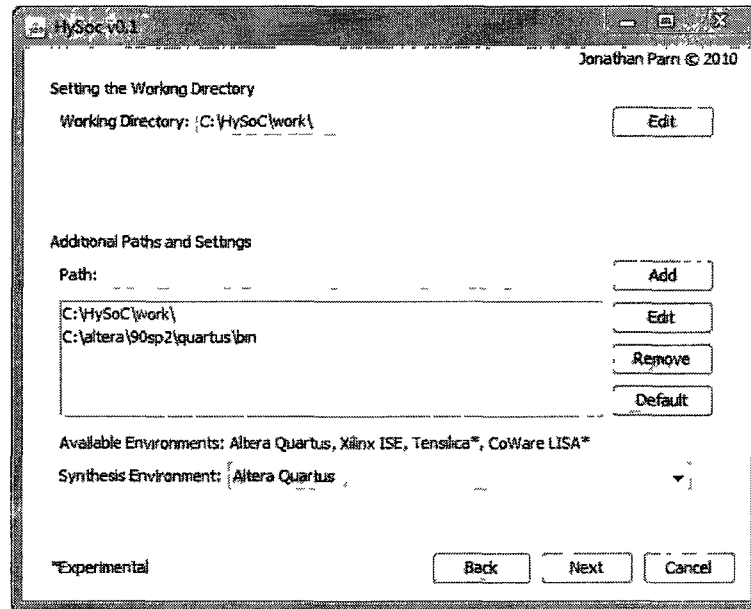 HySoc v0.1
Jonathan Parri © 2010
Setting the Working Directory
Working Directory: C:\HySoC\work\
Edit
Additional Paths and Settings
Path:
Add
C:\HySoC\work\
Edit
C:\altera\90sp2\quartus\bin
Remove
Default
Available Environments: Altera Quartus, Xilinx ISE, Tensilica*, CoWare LISA*
Synthesis Environment: Altera Quartus
*Experimental
Back
Next
Cancel